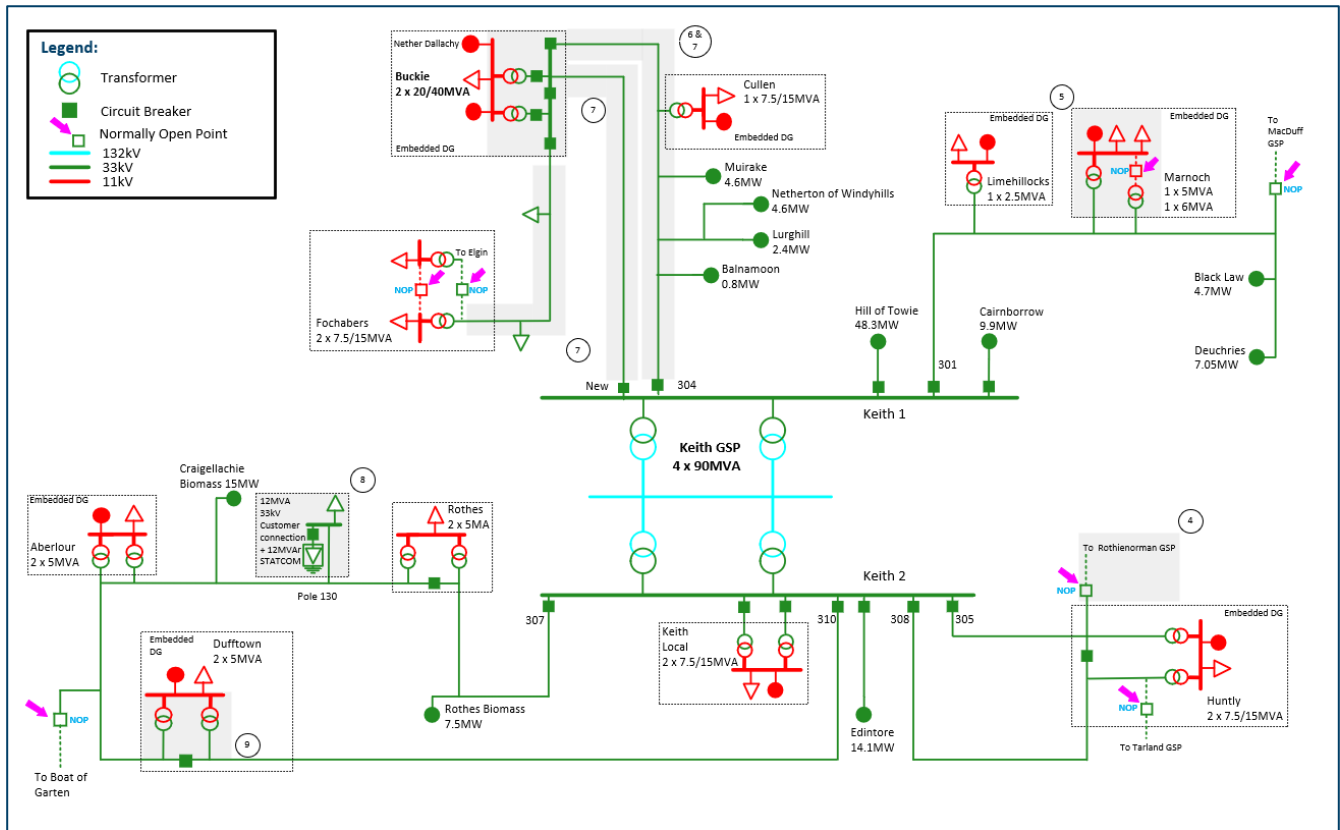 Legend:
Transformer
Circuit Breaker
Normally Open Point
132kV
33kV
11kV
Nether Dallachy
Buckie
2 x 20/40MVA
Embedded DG
6 &
7
7
Cullen
1 x 7.5/15MVA
Embedded DG
Muirake
4.6MW
Netherton of Windyhills
4.6MW
Lurghill
2.4MW
Balnamoon
0.8MW
To Elgin
NOP
NOP
Fochabers
2 x 7.5/15MVA
7
New
304
5
Embedded DG
Limehillocks
1 x 2.5MVA
Embedded DG
NOP
Marnoch
1 x 5MVA
1 x 6MVA
To
MacDuff
GSP
NOP
Black Law
4.7MW
Deuchries
7.05MW
Hill of Towie
48.3MW
Cairnborrow
9.9MW
301
Keith 1
Keith GSP
4 x 90MVA
Keith 2
Craigellachie
Biomass 15MW
8
12MVA
33kV
Customer
connection
+ 12MVAr
STATCOM
Pole 130
Rothes
2 x 5MA
Embedded DG
Aberlour
2 x 5MVA
Embedded
DG
Dufftown
2 x 5MVA
9
NOP
To Boat of
Garten
Rothes Biomass
7.5MW
307
Keith
Local
2 x 7.5/15MVA
310
308
305
Edintore
14.1MW
4
To Rothienorman GSP
NOP
Embedded DG
Huntly
2 x 7.5/15MVA
NOP
To Tarland GSP